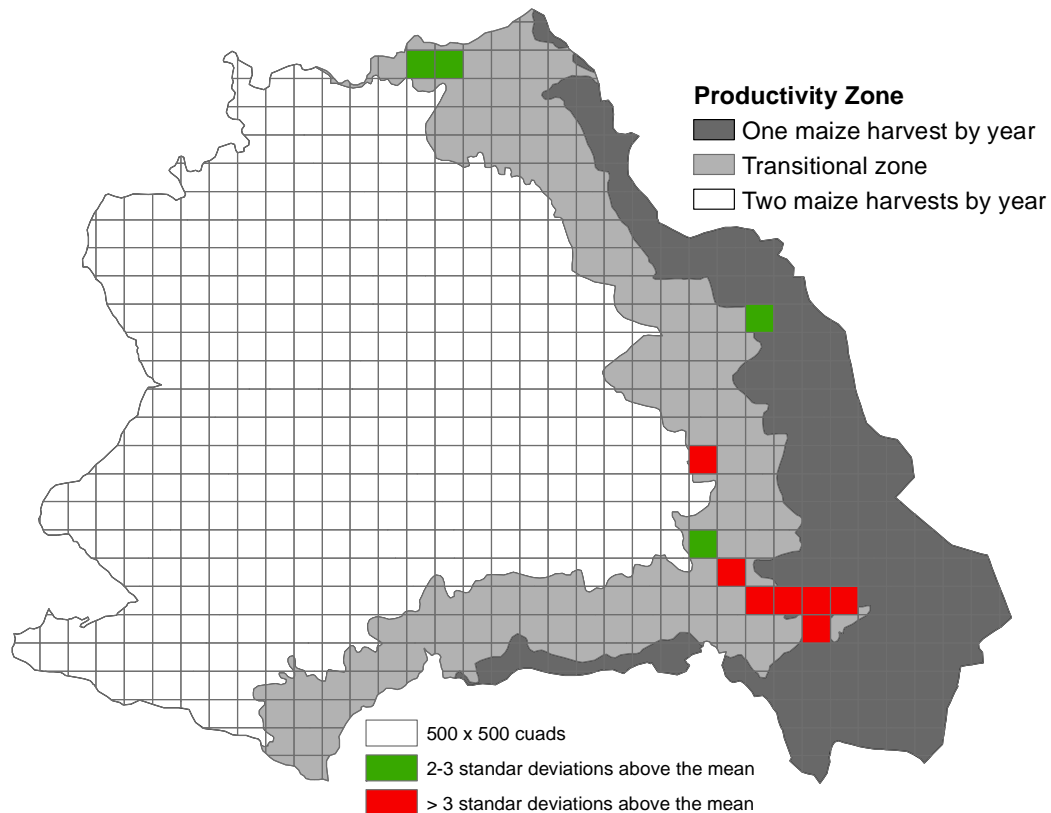 Productivity Zone
One maize harvest by year
Transitional zone
Two maize harvests by year
500 x 500 cuads
2-3 standar deviations above the mean
> 3 standar deviations above the mean